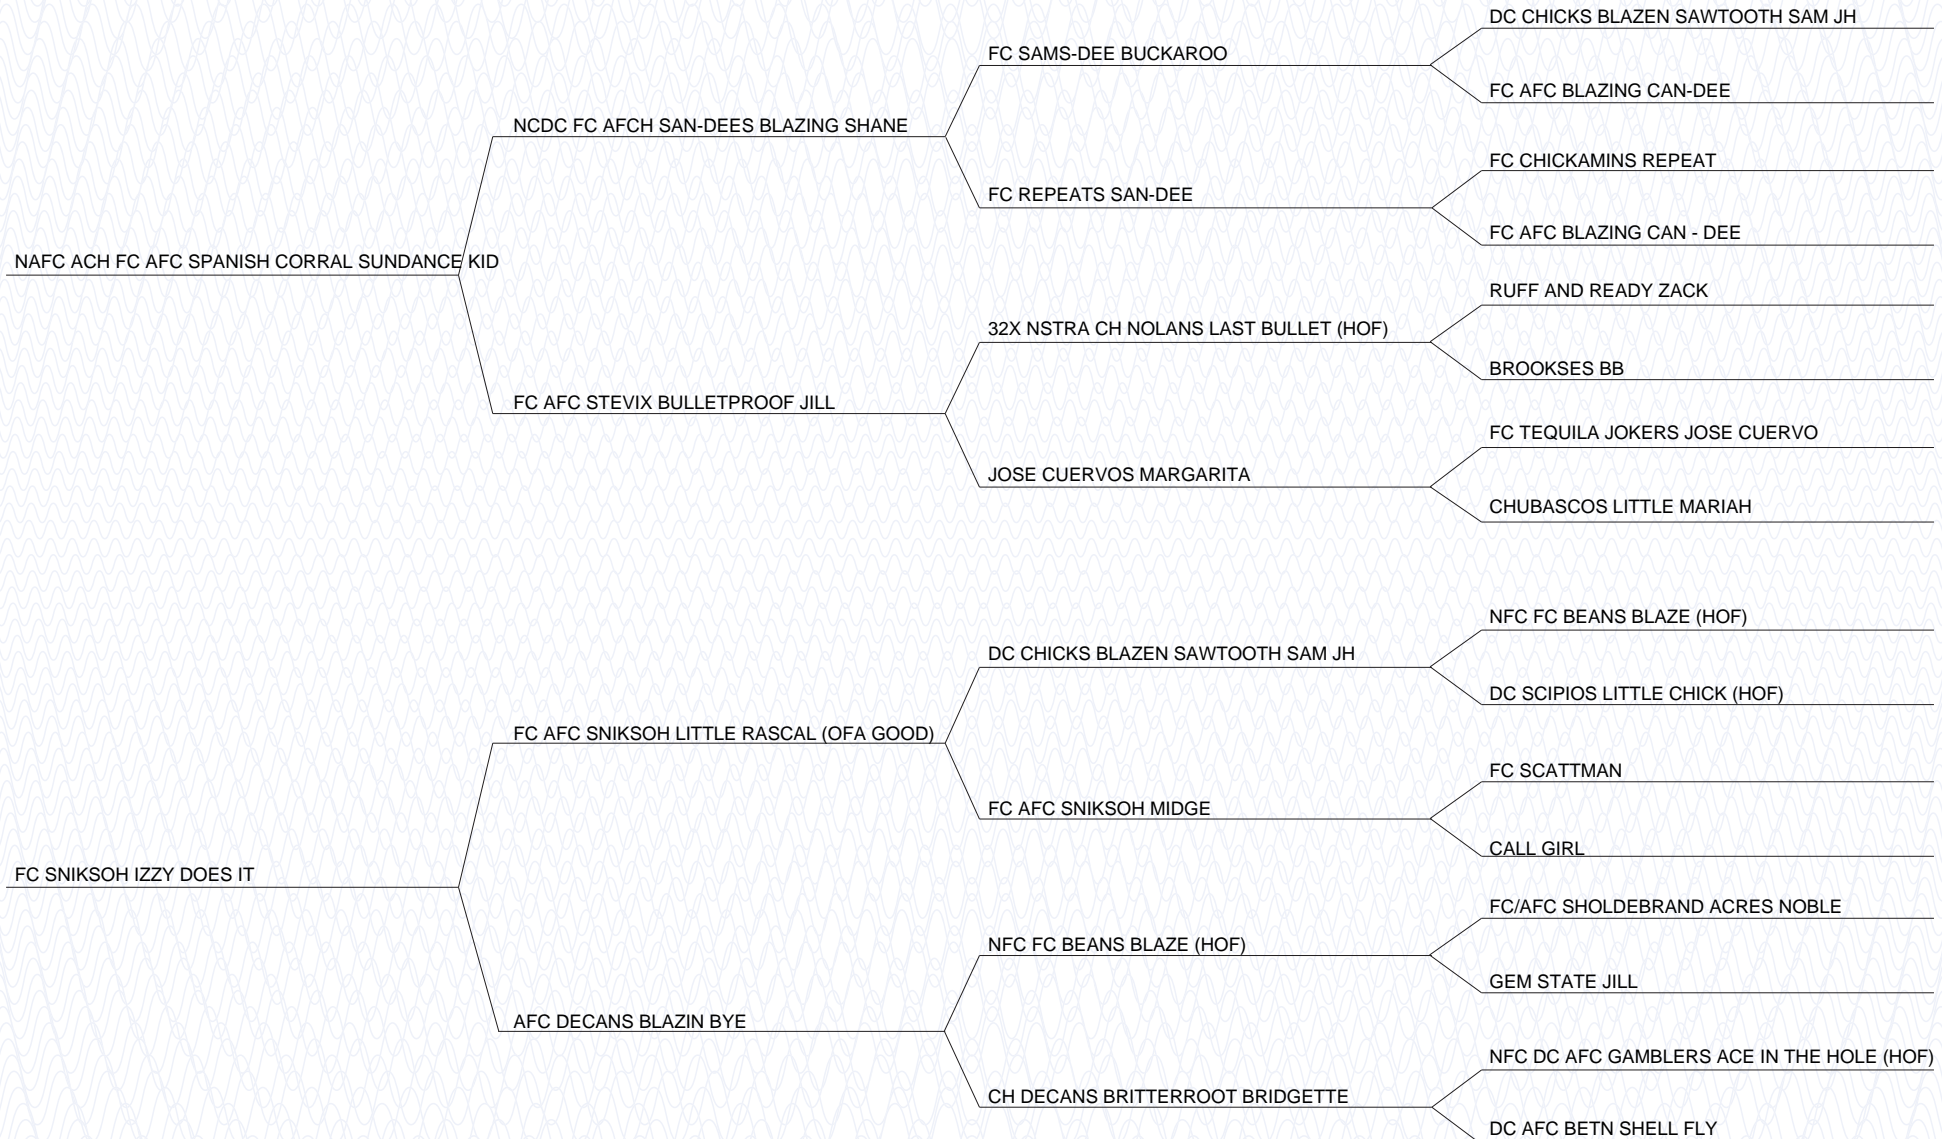 DC CHICKS BLAZEN SAWTOOTH SAM JH
FC SAMS-DEE BUCKAROO
FC AFC BLAZING CAN-DEE
NCDC FC AFCH SAN-DEES BLAZING SHANE
FC CHICKAMINS REPEAT
FC REPEATS SAN-DEE
FC AFC BLAZING CAN - DEE
NAFC ACH FC AFC SPANISH CORRAL SUNDANCE KID
RUFF AND READY ZACK
32X NSTRA CH NOLANS LAST BULLET (HOF)
BROOKSES BB
FC AFC STEVIX BULLETPROOF JILL
FC TEQUILA JOKERS JOSE CUERVO
JOSE CUERVOS MARGARITA
CHUBASCOS LITTLE MARIAH
NFC FC BEANS BLAZE (HOF)
DC CHICKS BLAZEN SAWTOOTH SAM JH
DC SCIPIOS LITTLE CHICK (HOF)
FC AFC SNIKSOH LITTLE RASCAL (OFA GOOD)
FC SCATTMAN
FC AFC SNIKSOH MIDGE
CALL GIRL
FC SNIKSOH IZZY DOES IT
FC/AFC SHOLDEBRAND ACRES NOBLE
NFC FC BEANS BLAZE (HOF)
GEM STATE JILL
AFC DECANS BLAZIN BYE
NFC DC AFC GAMBLERS ACE IN THE HOLE (HOF)
CH DECANS BRITTERROOT BRIDGETTE
DC AFC BETN SHELL FLY